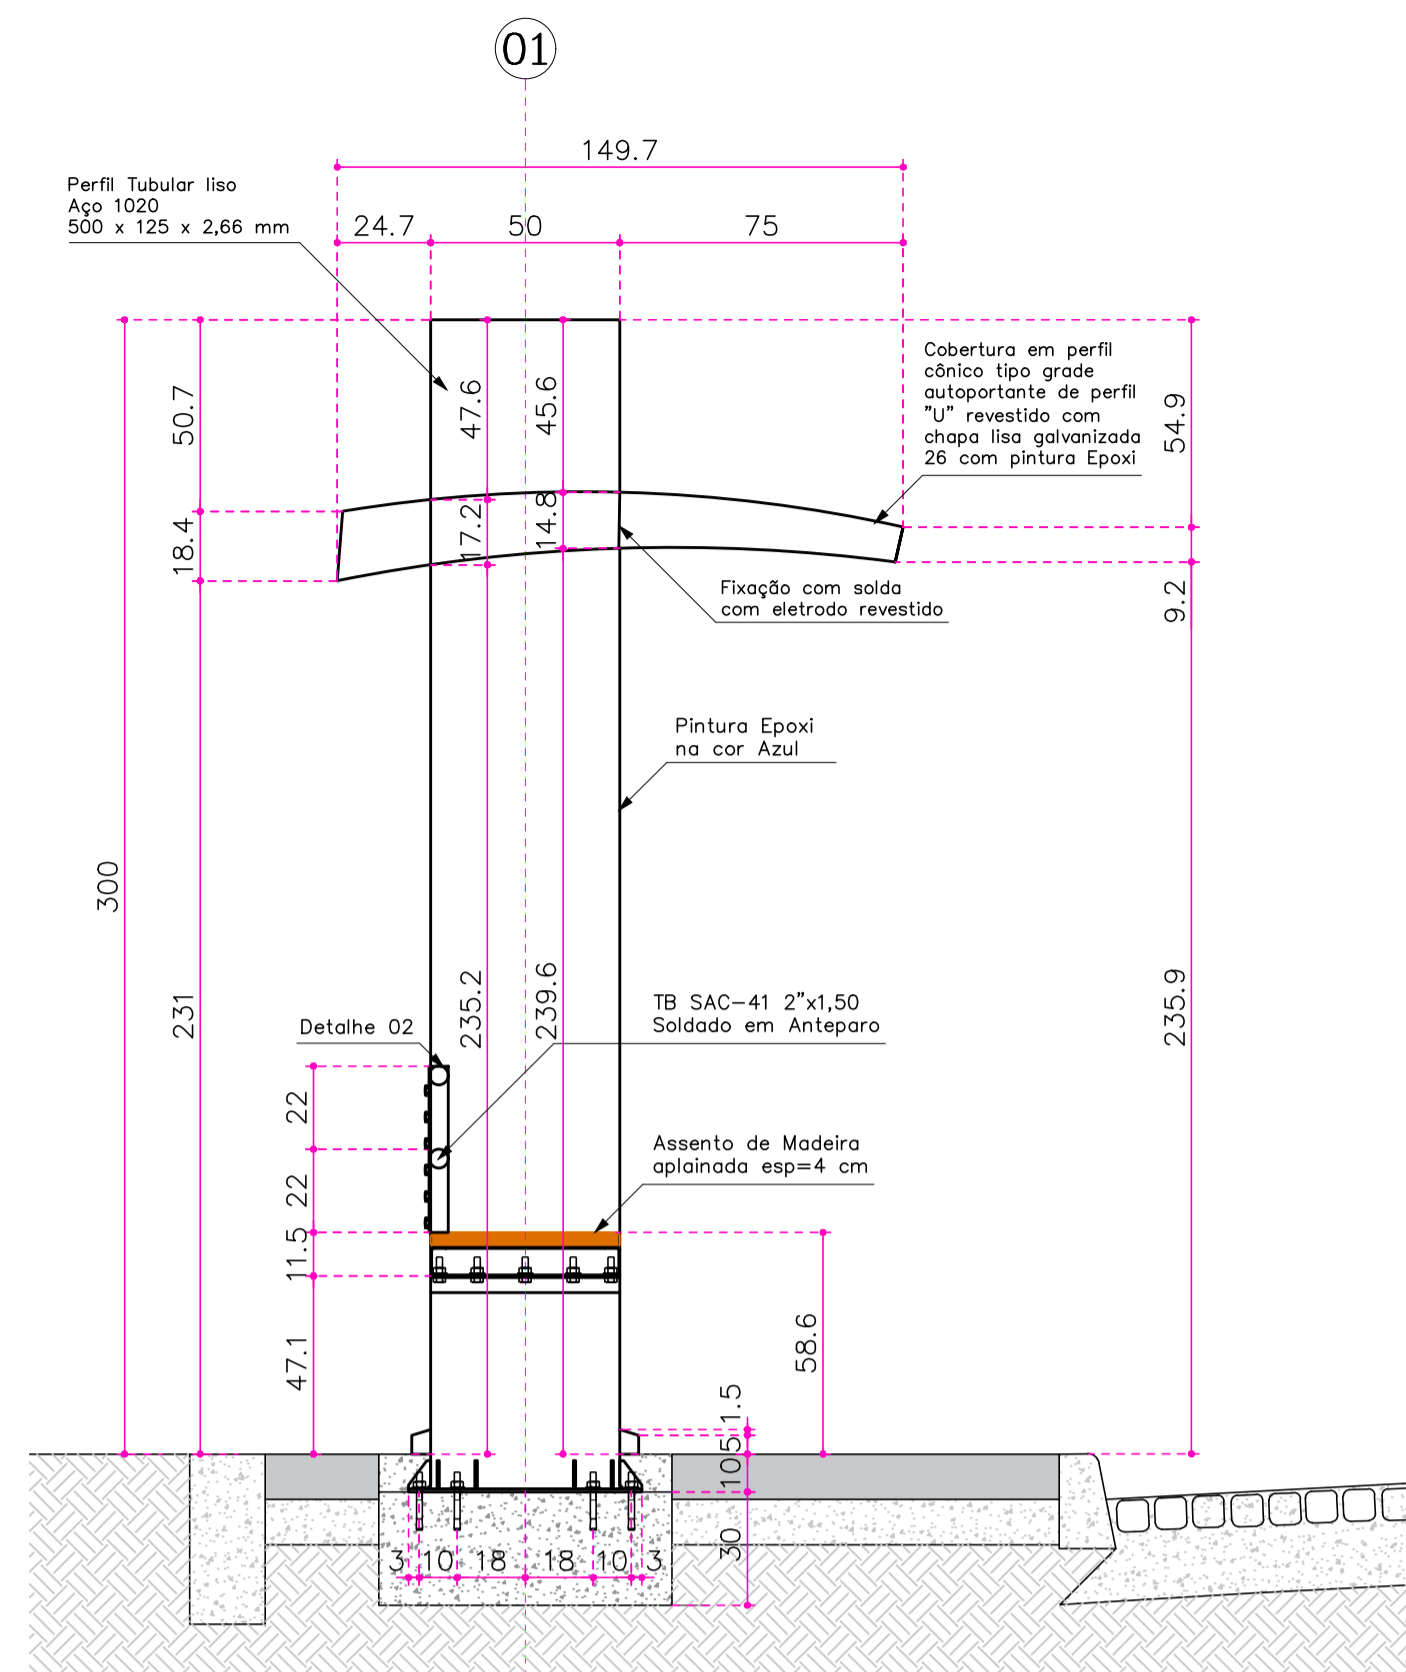 01
149.7
24.7
50
75
Perfil Tubular liso
Aço 1020
500 x 125 x 2,66 mm
Cobertura em perfil
cônico tipo grade
autoportante de perfil
"U" revestido com
chapa lisa galvanizada
26 com pintura Epoxi
50.7
47.6
45.6
54.9
18.4
17.2
14.8
9.2
Fixação com solda
com eletrodo revestido
Pintura Epoxi
na cor Azul
300
231
235.2
239.6
235.9
TB SAC-41 2"x1,50
Soldado em Anteparo
Detalhe 02
22
22
11.5
47.1
Assento de Madeira
aplainada esp=4 cm
58.6
1.5
5
10
30
3
10
18
18
10
3